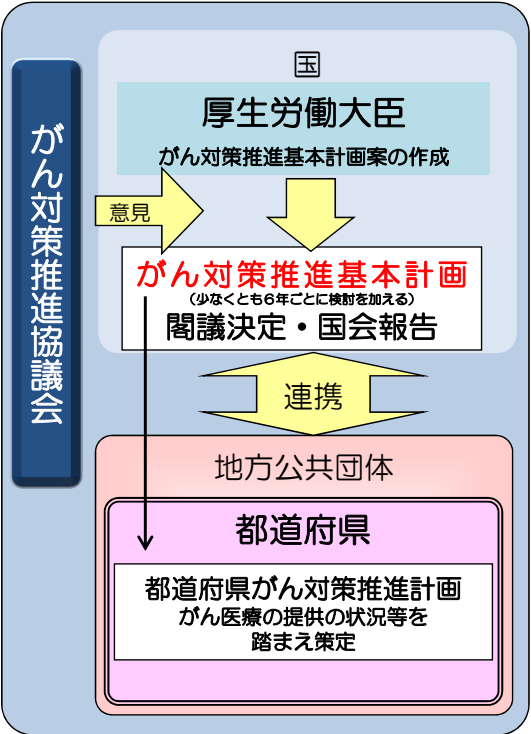 がん対策推進協議会
国
厚生労働大臣
がん対策推進基本計画案の作成
意見
がん対策推進基本計画
（少なくとも６年ごとに検討を加える）
閣議決定・国会報告
連携
地方公共団体
都道府県
都道府県がん対策推進計画
がん医療の提供の状況等を
踏まえ策定